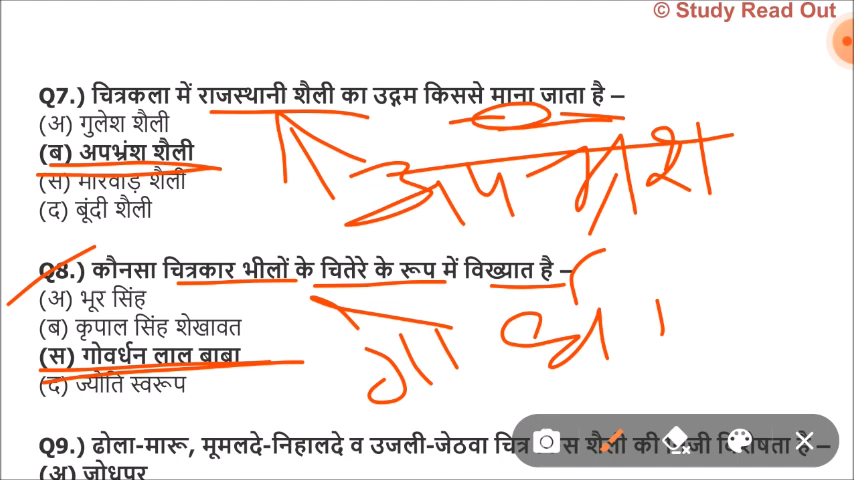 © Study Read Out
Q7.) चित्रकला में राजस्थानी शैली का उद्गम किससे माना जाता है –
(अ) गुलेश शैली
(ब) अपभ्रंश शैली
(स) मारवाड़ शैली
(द) बूंदी शैली
अपभ्रंश
Q8.) कौनसा चित्रकार भीलों के चितेरे के रूप में विख्यात है –
(अ) भूर सिंह
(ब) कृपाल सिंह शेखावत
(स) गोवर्धन लाल बाबा
(द) ज्योति स्वरूप
Q9.) ढोला-मारू, मूमलदे-निहालदे व उजली-जेठवा चित्र शैली की विशेषता है –
(अ) जोधपुर